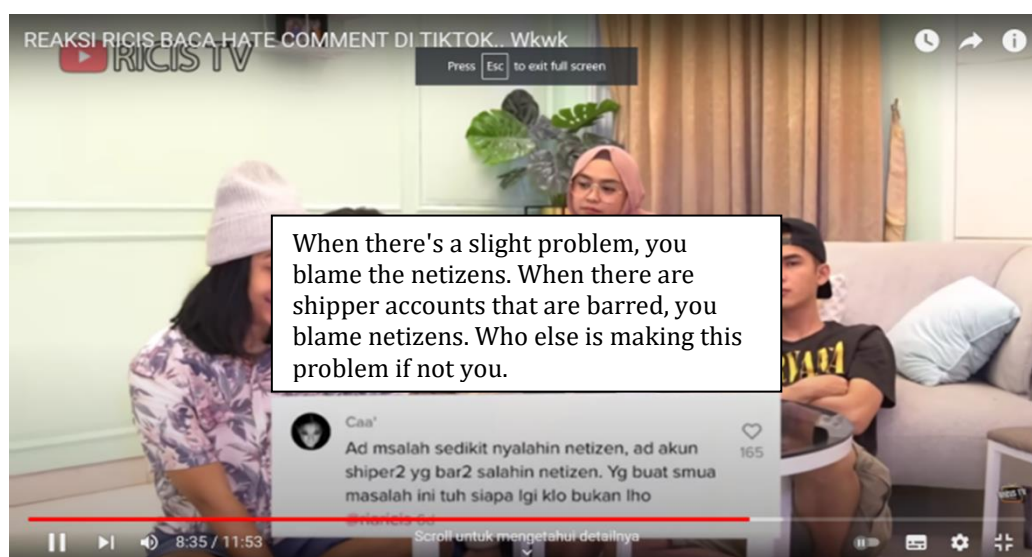 REAKSI RICIS BACA HATE COMMENT DI TIKTOK.. Wkwk
RICIS TV
Press Esc to exit full screen
When there's a slight problem, you
blame the netizens. When there are
shipper accounts that are barred, you
blame netizens. Who else is making this
problem if not you.
Caa'
Ad msalah sedikit nyalahin netizen, ad akun
shiper2 yg bar2 salahin netizen. Yg buat smua
masalah ini tuh siapa lgi klo bukan lho
165
@riaricis 6d
Scroll untuk mengetahui detailnya
8:35 / 11:53